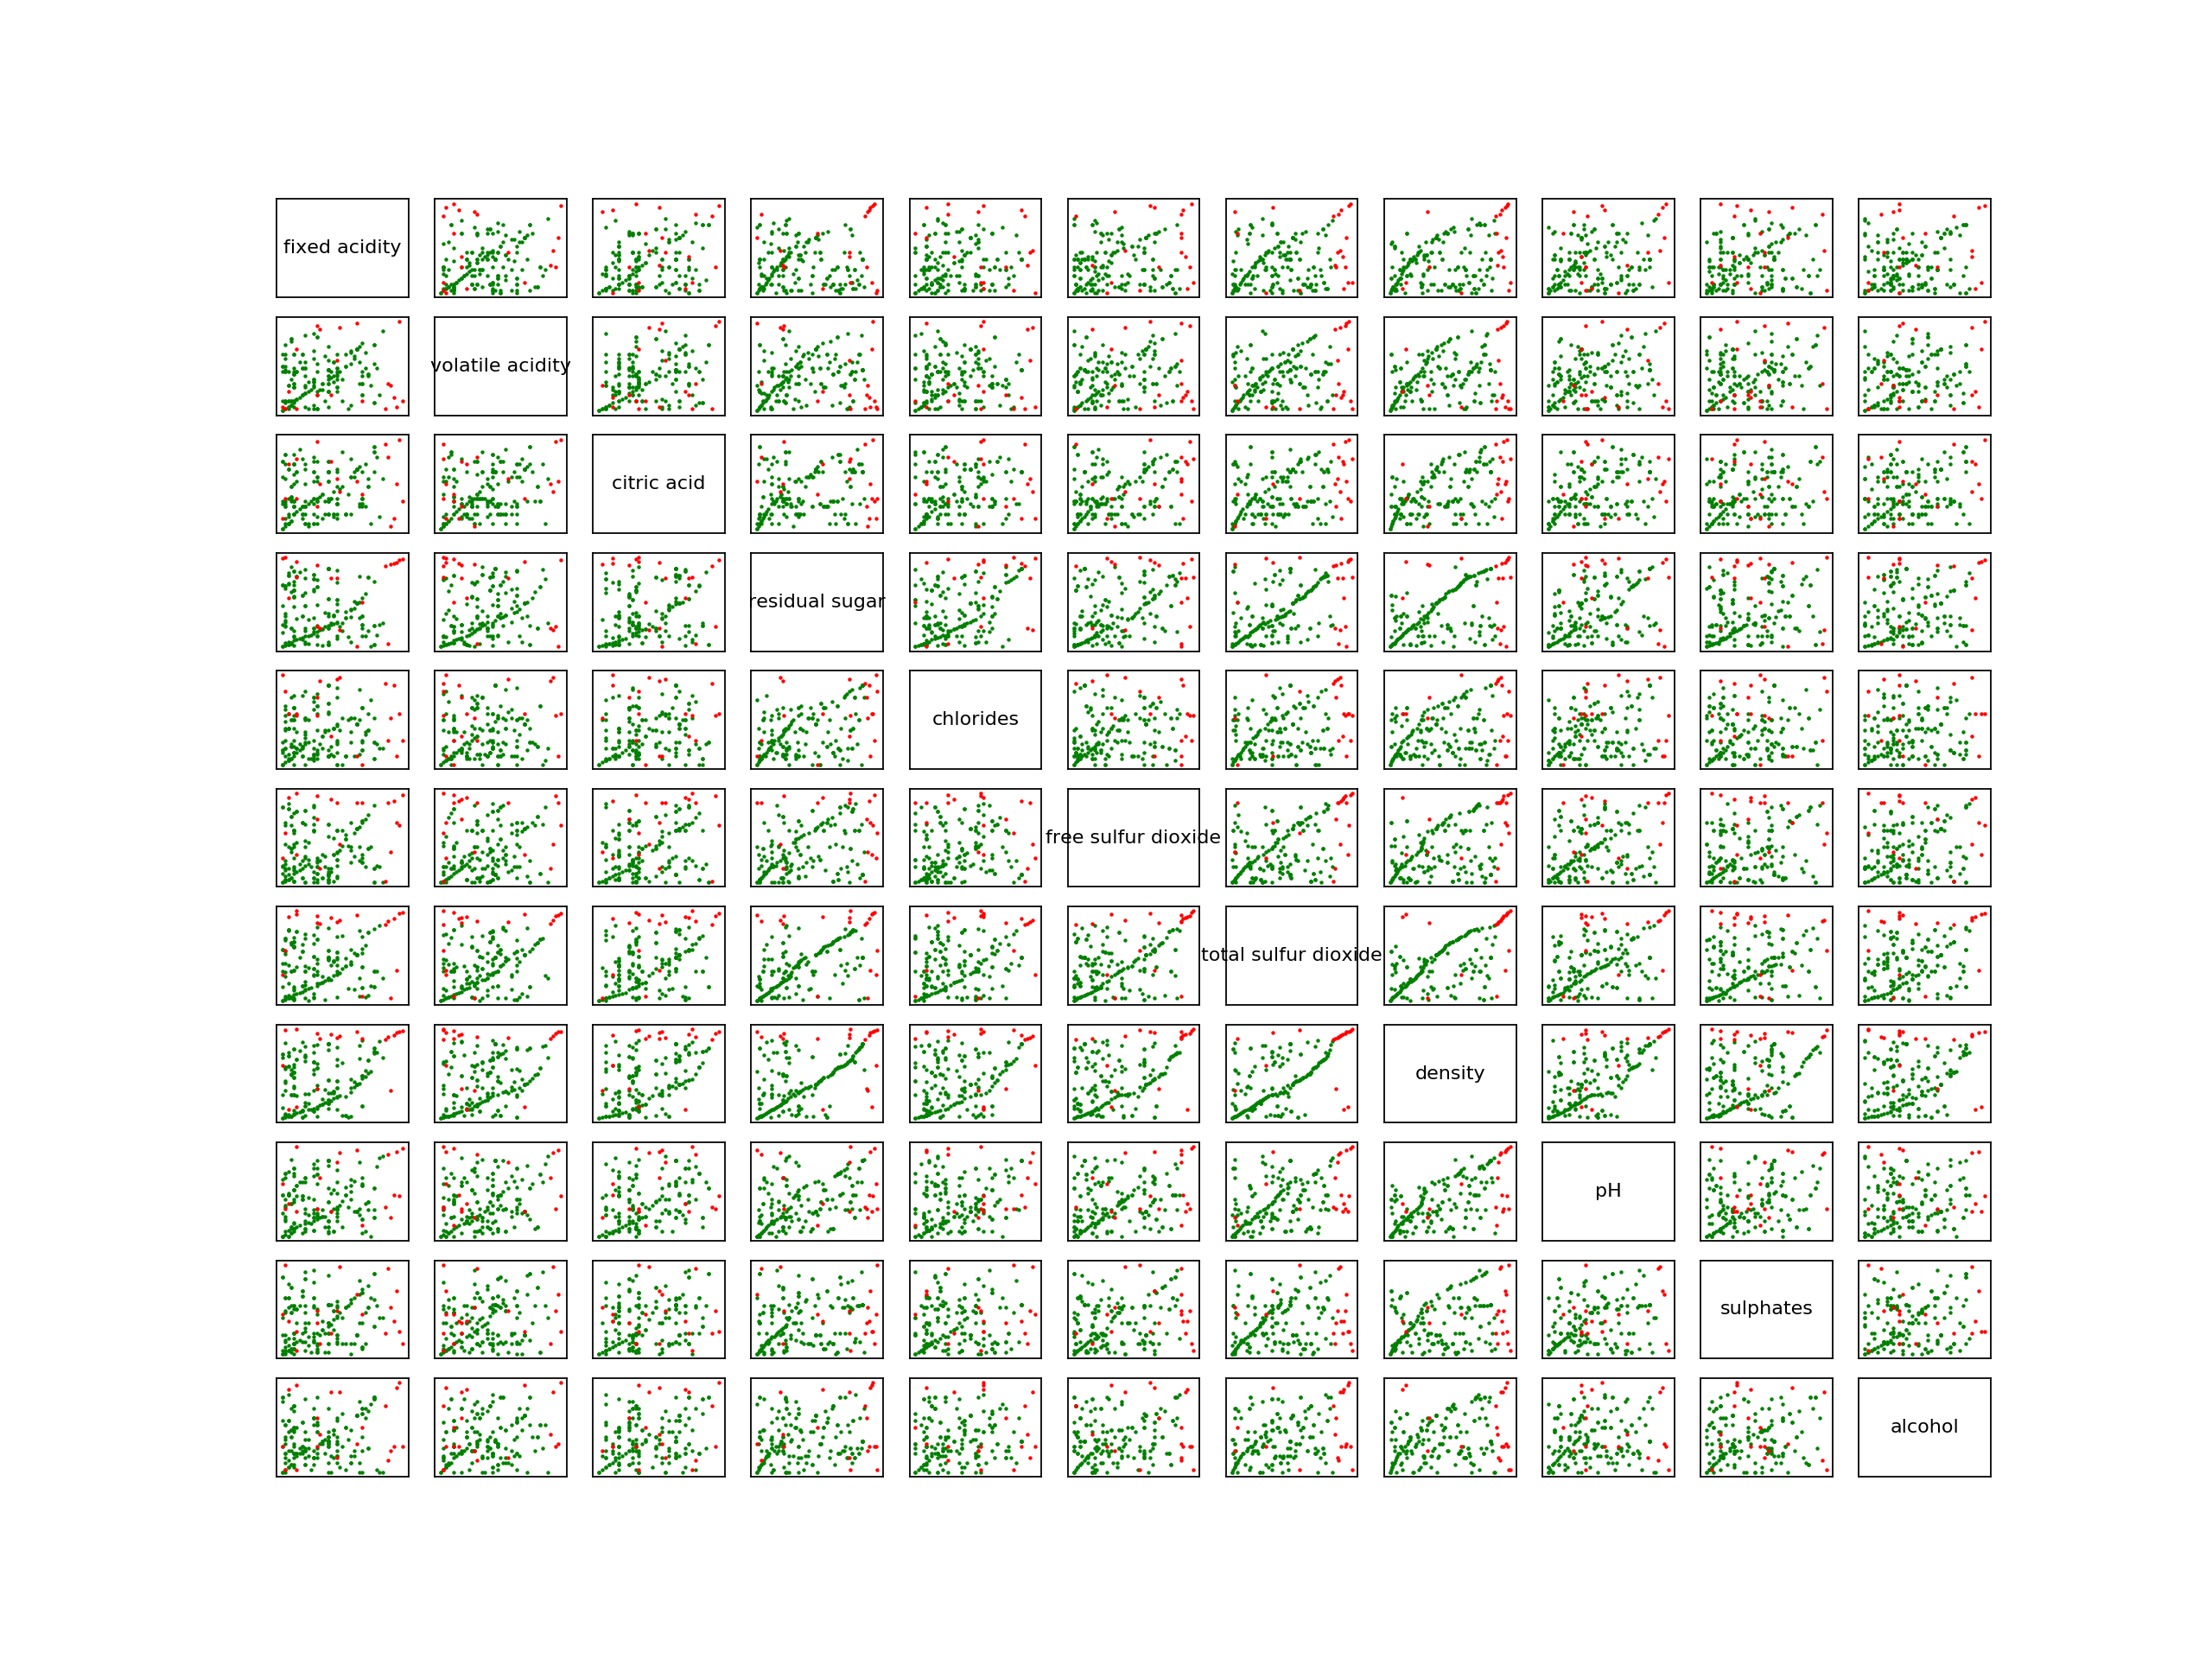 fixed acidity
volatile acidity
citric acid
residual sugar
chlorides
free sulfur dioxide
total sulfur dioxide
density
pH
sulphates
alcohol